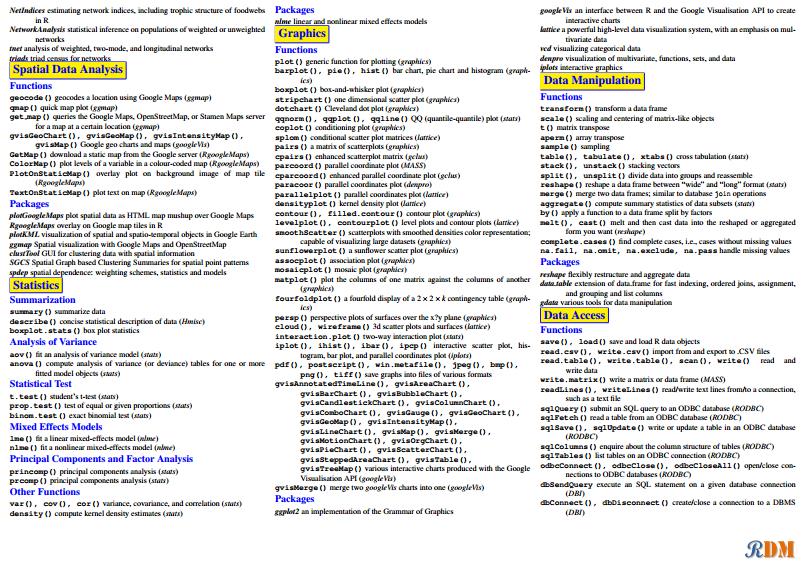 NetIndices estimating network indices, including trophic structure of foodwebs
in R
NetworkAnalysis statistical inference on populations of weighted or unweighted
networks
tnet analysis of weighted, two-mode, and longitudinal networks
triads triad census for networks
Spatial Data Analysis
Functions
geocode() geocodes a location using Google Maps (ggmap)
qmap() quick map plot (ggmap)
get_map() queries the Google Maps, OpenStreetMap, or Stamen Maps server
for a map at a certain location (ggmap)
gvisGeoChart(), gvisGeoMap(), gvisIntensityMap(),
gvisMap() Google geo charts and maps (googleVis)
GetMap() download a static map from the Google server (RgoogleMaps)
ColorMap() plot levels of a variable in a colour-coded map (RgoogleMaps)
PlotOnStaticMap() overlay plot on background image of map tile
(RgoogleMaps)
TextOnStaticMap() plot text on map (RgoogleMaps)
Packages
plotGoogleMaps plot spatial data as HTML map mushup over Google Maps
RgoogleMaps overlay on Google map tiles in R
plotKML visualization of spatial and spatio-temporal objects in Google Earth
ggmap Spatial visualization with Google Maps and OpenStreetMap
clustTool GUI for clustering data with spatial information
SGCS Spatial Graph based Clustering Summaries for spatial point patterns
spdep spatial dependence: weighting schemes, statistics and models
Statistics
Summarization
summary() summarize data
describe() concise statistical description of data (Hmisc)
boxplot.stats() box plot statistics
Analysis of Variance
aov() fit an analysis of variance model (stats)
anova() compute analysis of variance (or deviance) tables for one or more
fitted model objects (stats)
Statistical Test
t.test() student's t-test (stats)
prop.test() test of equal or given proportions (stats)
binom.test() exact binomial test (stats)
Mixed Effects Models
lme() fit a linear mixed-effects model (nlme)
nlme() fit a nonlinear mixed-effects model (nlme)
Principal Components and Factor Analysis
princomp() principal components analysis (stats)
prcomp() principal components analysis (stats)
Other Functions
var(), cov(), cor() variance, covariance, and correlation (stats)
density() compute kernel density estimates (stats)
Packages
nlme linear and nonlinear mixed effects models
Graphics
Functions
plot() generic function for plotting (graphics)
barplot(), pie(), hist() bar chart, pie chart and histogram (graph-
ics)
boxplot() box-and-whisker plot (graphics)
stripchart() one dimensional scatter plot (graphics)
dotchart() Cleveland dot plot (graphics)
qqnorm(), qqplot(), qqline() QQ (quantile-quantile) plot (stats)
coplot() conditioning plot (graphics)
splom() conditional scatter plot matrices (lattice)
pairs() a matrix of scatterplots (graphics)
cpairs() enhanced scatterplot matrix (gclus)
parcoord() parallel coordinate plot (MASS)
cparcoord() enhanced parallel coordinate plot (gclus)
paracoor() parallel coordinates plot (denpro)
parallelplot() parallel coordinates plot (lattice)
densityplot() kernel density plot (lattice)
contour(), filled.contour() contour plot (graphics)
levelplot(), contourplot() level plots and contour plots (lattice)
smoothScatter() scatterplots with smoothed densities color representation;
capable of visualizing large datasets (graphics)
sunflowerplot() a sunflower scatter plot (graphics)
assocplot() association plot (graphics)
mosaicplot() mosaic plot (graphics)
matplot() plot the columns of one matrix against the columns of another
(graphics)
fourfoldplot() a fourfold display of a 2 × 2 × k contingency table (graph-
ics)
persp() perspective plots of surfaces over the x?y plane (graphics)
cloud(), wireframe() 3d scatter plots and surfaces (lattice)
interaction.plot() two-way interaction plot (stats)
iplot(), ihist(), ibar(), ipcp() interactive scatter plot, his-
togram, bar plot, and parallel coordinates plot (iplots)
pdf(), postscript(), win.metafile(), jpeg(), bmp(),
png(), tiff() save graphs into files of various formats
gvisAnnotatedTimeLine(), gvisAreaChart(),
gvisBarChart(), gvisBubbleChart(),
gvisCandlestickChart(), gvisColumnChart(),
gvisComboChart(), gvisGauge(), gvisGeoChart(),
gvisGeoMap(), gvisIntensityMap(),
gvisLineChart(), gvisMap(), gvisMerge(),
gvisMotionChart(), gvisOrgChart(),
gvisPieChart(), gvisScatterChart(),
gvisSteppedAreaChart(), gvisTable(),
gvisTreeMap() various interactive charts produced with the Google
Visualisation API (googleVis)
gvisMerge() merge two googleVis charts into one (googleVis)
Packages
ggplot2 an implementation of the Grammar of Graphics
googleVis an interface between R and the Google Visualisation API to create
interactive charts
lattice a powerful high-level data visualization system, with an emphasis on mul-
tivariate data
vcd visualizing categorical data
denpro visualization of multivariate, functions, sets, and data
iplots interactive graphics
Data Manipulation
Functions
transform() transform a data frame
scale() scaling and centering of matrix-like objects
t() matrix transpose
aperm() array transpose
sample() sampling
table(), tabulate(), xtabs() cross tabulation (stats)
stack(), unstack() stacking vectors
split(), unsplit() divide data into groups and reassemble
reshape() reshape a data frame between "wide" and "long" format (stats)
merge() merge two data frames; similar to database join operations
aggregate() compute summary statistics of data subsets (stats)
by() apply a function to a data frame split by factors
melt(), cast() melt and then cast data into the reshaped or aggregated
form you want (reshape)
complete.cases() find complete cases, i.e., cases without missing values
na.fail, na.omit, na.exclude, na.pass handle missing values
Packages
reshape flexibly restructure and aggregate data
data.table extension of data.frame for fast indexing, ordered joins, assignment,
and grouping and list columns
gdata various tools for data manipulation
Data Access
Functions
save(), load() save and load R data objects
read.csv(), write.csv() import from and export to .CSV files
read.table(), write.table(), scan(), write() read and
write data
write.matrix() write a matrix or data frame (MASS)
readLines(), writeLines() read/write text lines from/to a connection,
such as a text file
sqlQuery() submit an SQL query to an ODBC database (RODBC)
sqlFetch() read a table from an ODBC database (RODBC)
sqlSave(), sqlUpdate() write or update a table in an ODBC database
(RODBC)
sqlColumns() enquire about the column structure of tables (RODBC)
sqlTables() list tables on an ODBC connection (RODBC)
odbcConnect(), odbcClose(), odbcCloseAll() open/close con-
nections to ODBC databases (RODBC)
dbSendQuery execute an SQL statement on a given database connection
(DBI)
dbConnect(), dbDisconnect() create/close a connection to a DBMS
(DBI)
RDM